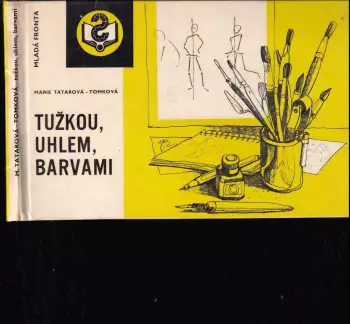 M. TATAROVÁ-TOMKOVÁ: tužkou, uhlem, barvami
MLADÁ FRONTA
MARIE TATAROVÁ-TOMKOVÁ
TUŽKOU,
UHLEM,
BARVAMI